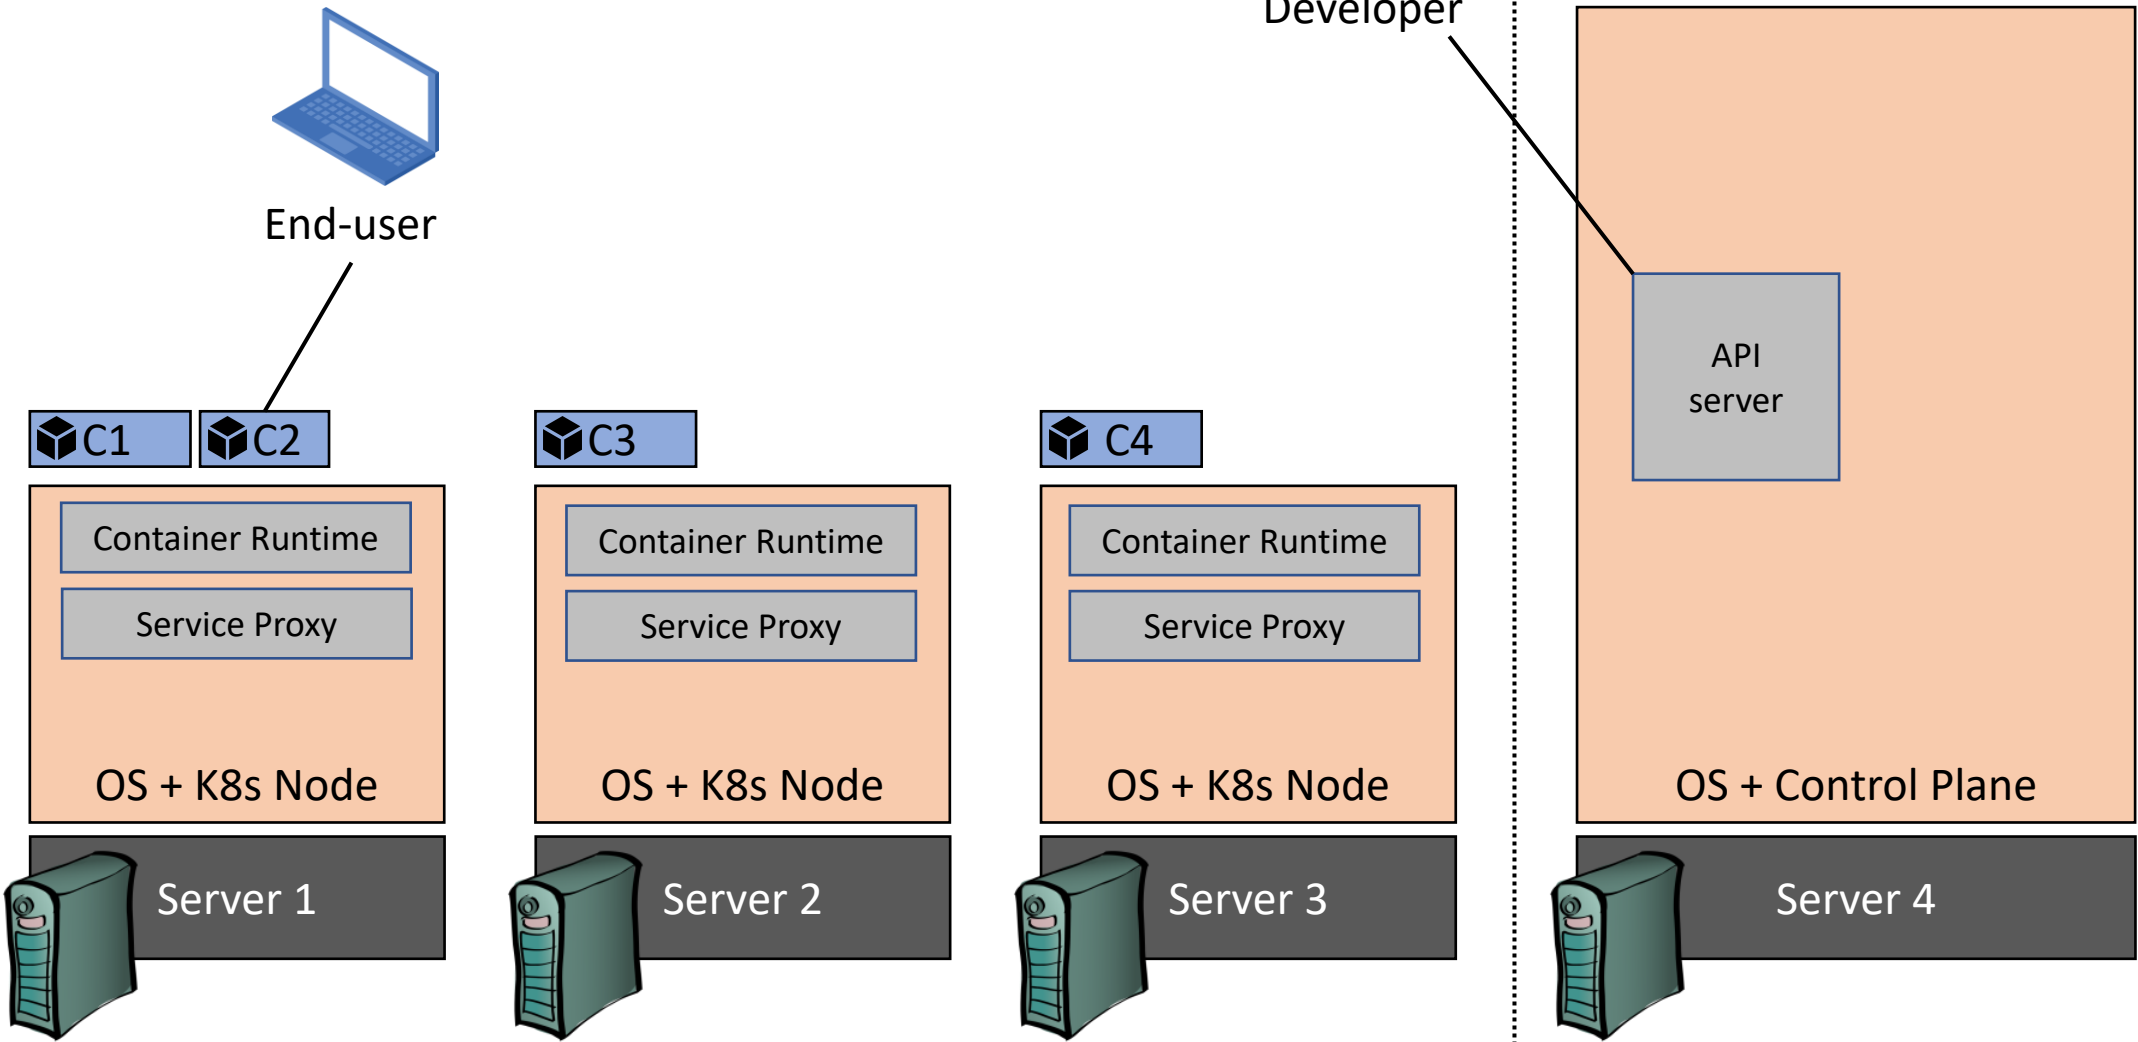 Developer
End-user
API
server
C1
C2
C3
C4
Container Runtime
Container Runtime
Container Runtime
Service Proxy
Service Proxy
Service Proxy
OS + K8s Node
OS + K8s Node
OS + K8s Node
OS + Control Plane
Server 1
Server 2
Server 3
Server 4